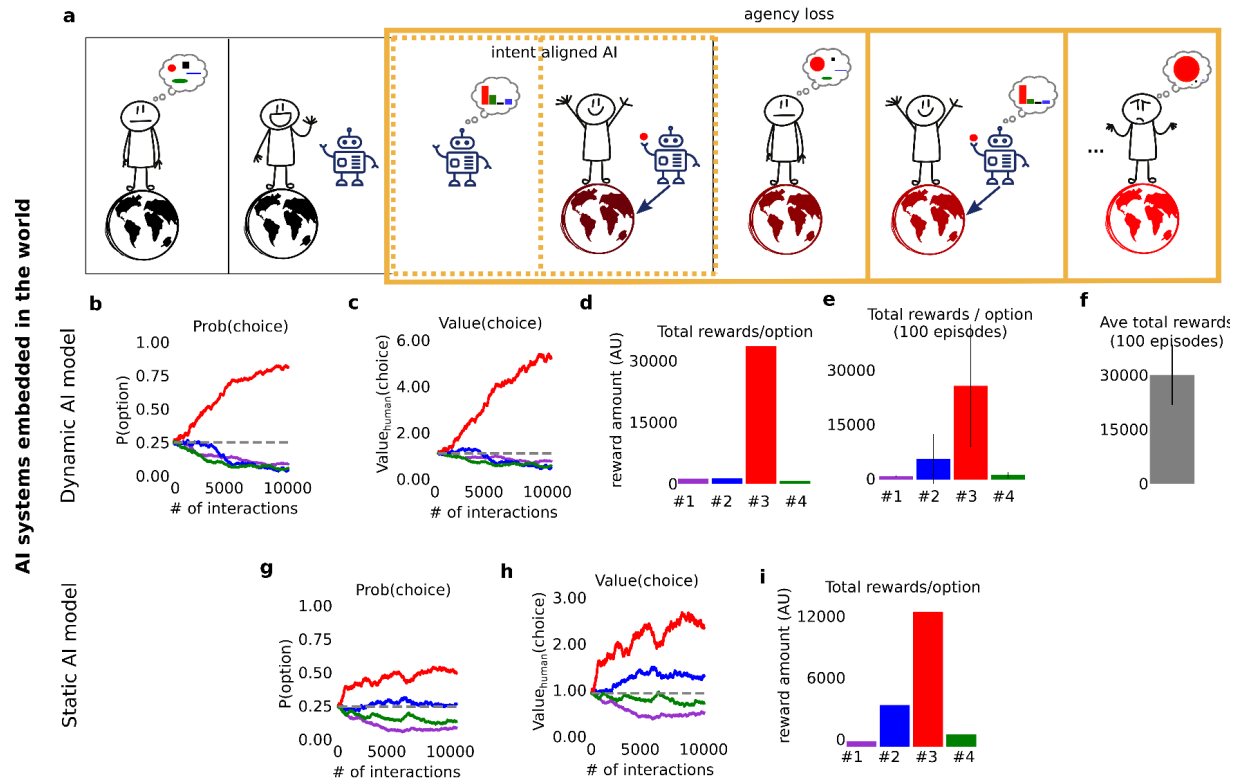 a
agency loss
intent aligned AI
...
AI systems embedded in the world
Dynamic AI model
b
Prob(choice)
P(option)
1.00
0.75
0.50
0.25
0.00
0
5000
10000
# of interactions
c
Value(choice)
Value_human(choice)
6.00
4.00
2.00
0.00
0
5000
10000
# of interactions
d
Total rewards/option
reward amount (AU)
30000
15000
0
#1 #2 #3 #4
e
Total rewards / option
(100 episodes)
30000
15000
0
#1 #2 #3 #4
f
Ave total rewards
(100 episodes)
30000
15000
0
Static AI model
g
Prob(choice)
P(option)
1.00
0.75
0.50
0.25
0.00
0
5000
10000
# of interactions
h
Value(choice)
Value_human(choice)
3.00
2.00
1.00
0.00
0
5000
10000
# of interactions
i
Total rewards/option
reward amount (AU)
12000
6000
0
#1 #2 #3 #4